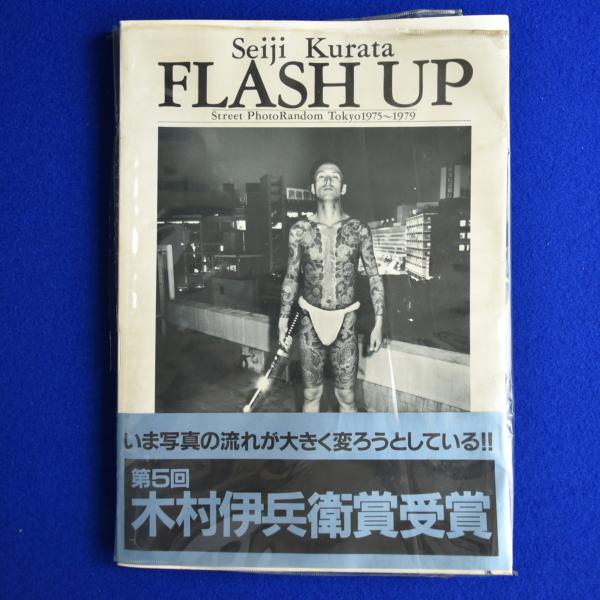 Seiji Kurata
FLASH UP
Street PhotoRandom Tokyo1975～1979
いま写真の流れが大きく変ろうとしている!!
第5回
木村伊兵衛賞受賞